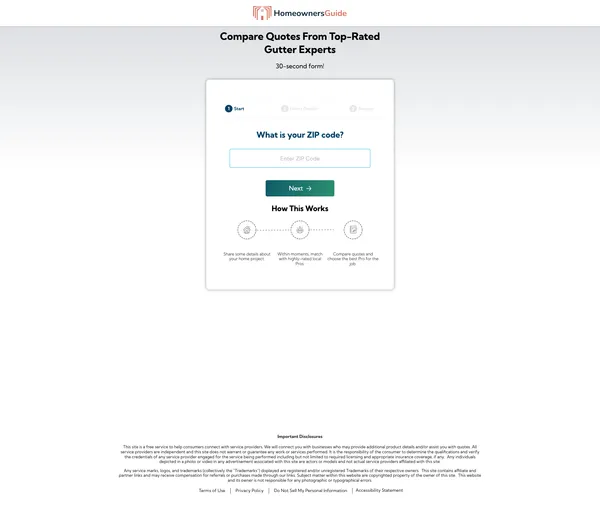 HomeownersGuide
Compare Quotes From Top-Rated
Gutter Experts
30-second form!
1 Start
What is your ZIP code?
Enter ZIP Code
Next →
How This Works
Share some details about
your home project
Within moments, match
with highly-rated local
Pros
Compare quotes and
choose the best Pro for the
job
Important Disclosures
This site is a free service to help consumers connect with service providers. We will connect you with businesses who may provide additional product details and/or assist you with quotes. All
service providers are independent and this site does not warrant or guarantee any work or services performed. It is the responsibility of the consumer to determine the qualifications and verify
the credentials of any service provider engaged for the service being performed including but not limited to required licensing and appropriate insurance coverage, if any. Any individuals
depicted in a photo or video in any advertisement associated with this site are actors or models and not actual service providers affiliated with this site
Any service marks, logos, and trademarks (collectively the "Trademarks") displayed are registered and/or unregistered Trademarks of their respective owners. This site contains affiliate and
partner links and may receive compensation for referrals or purchases made through our links. Subject matter within this website are copyrighted property of the owner of this site. This website
and its owner is not responsible for any photographic or typographical errors.
Terms of Use | Privacy Policy | Do Not Sell My Personal Information | Accessibility Statement